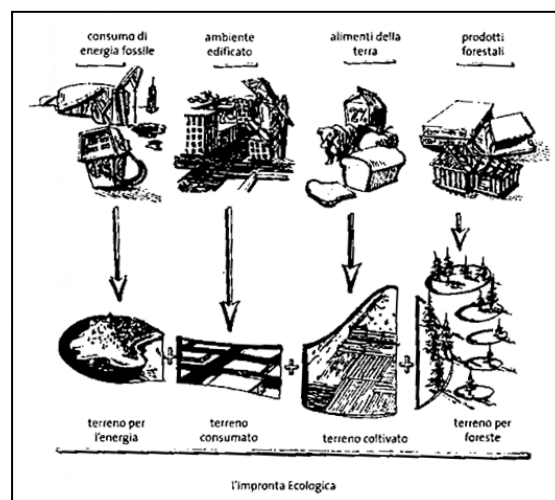 consumo di
energia fossile
ambiente
edificato
alimenti della
terra
prodotti
forestali
terreno per
l'energia
terreno
consumato
terreno coltivato
terreno per
foreste
l'impronta Ecologica